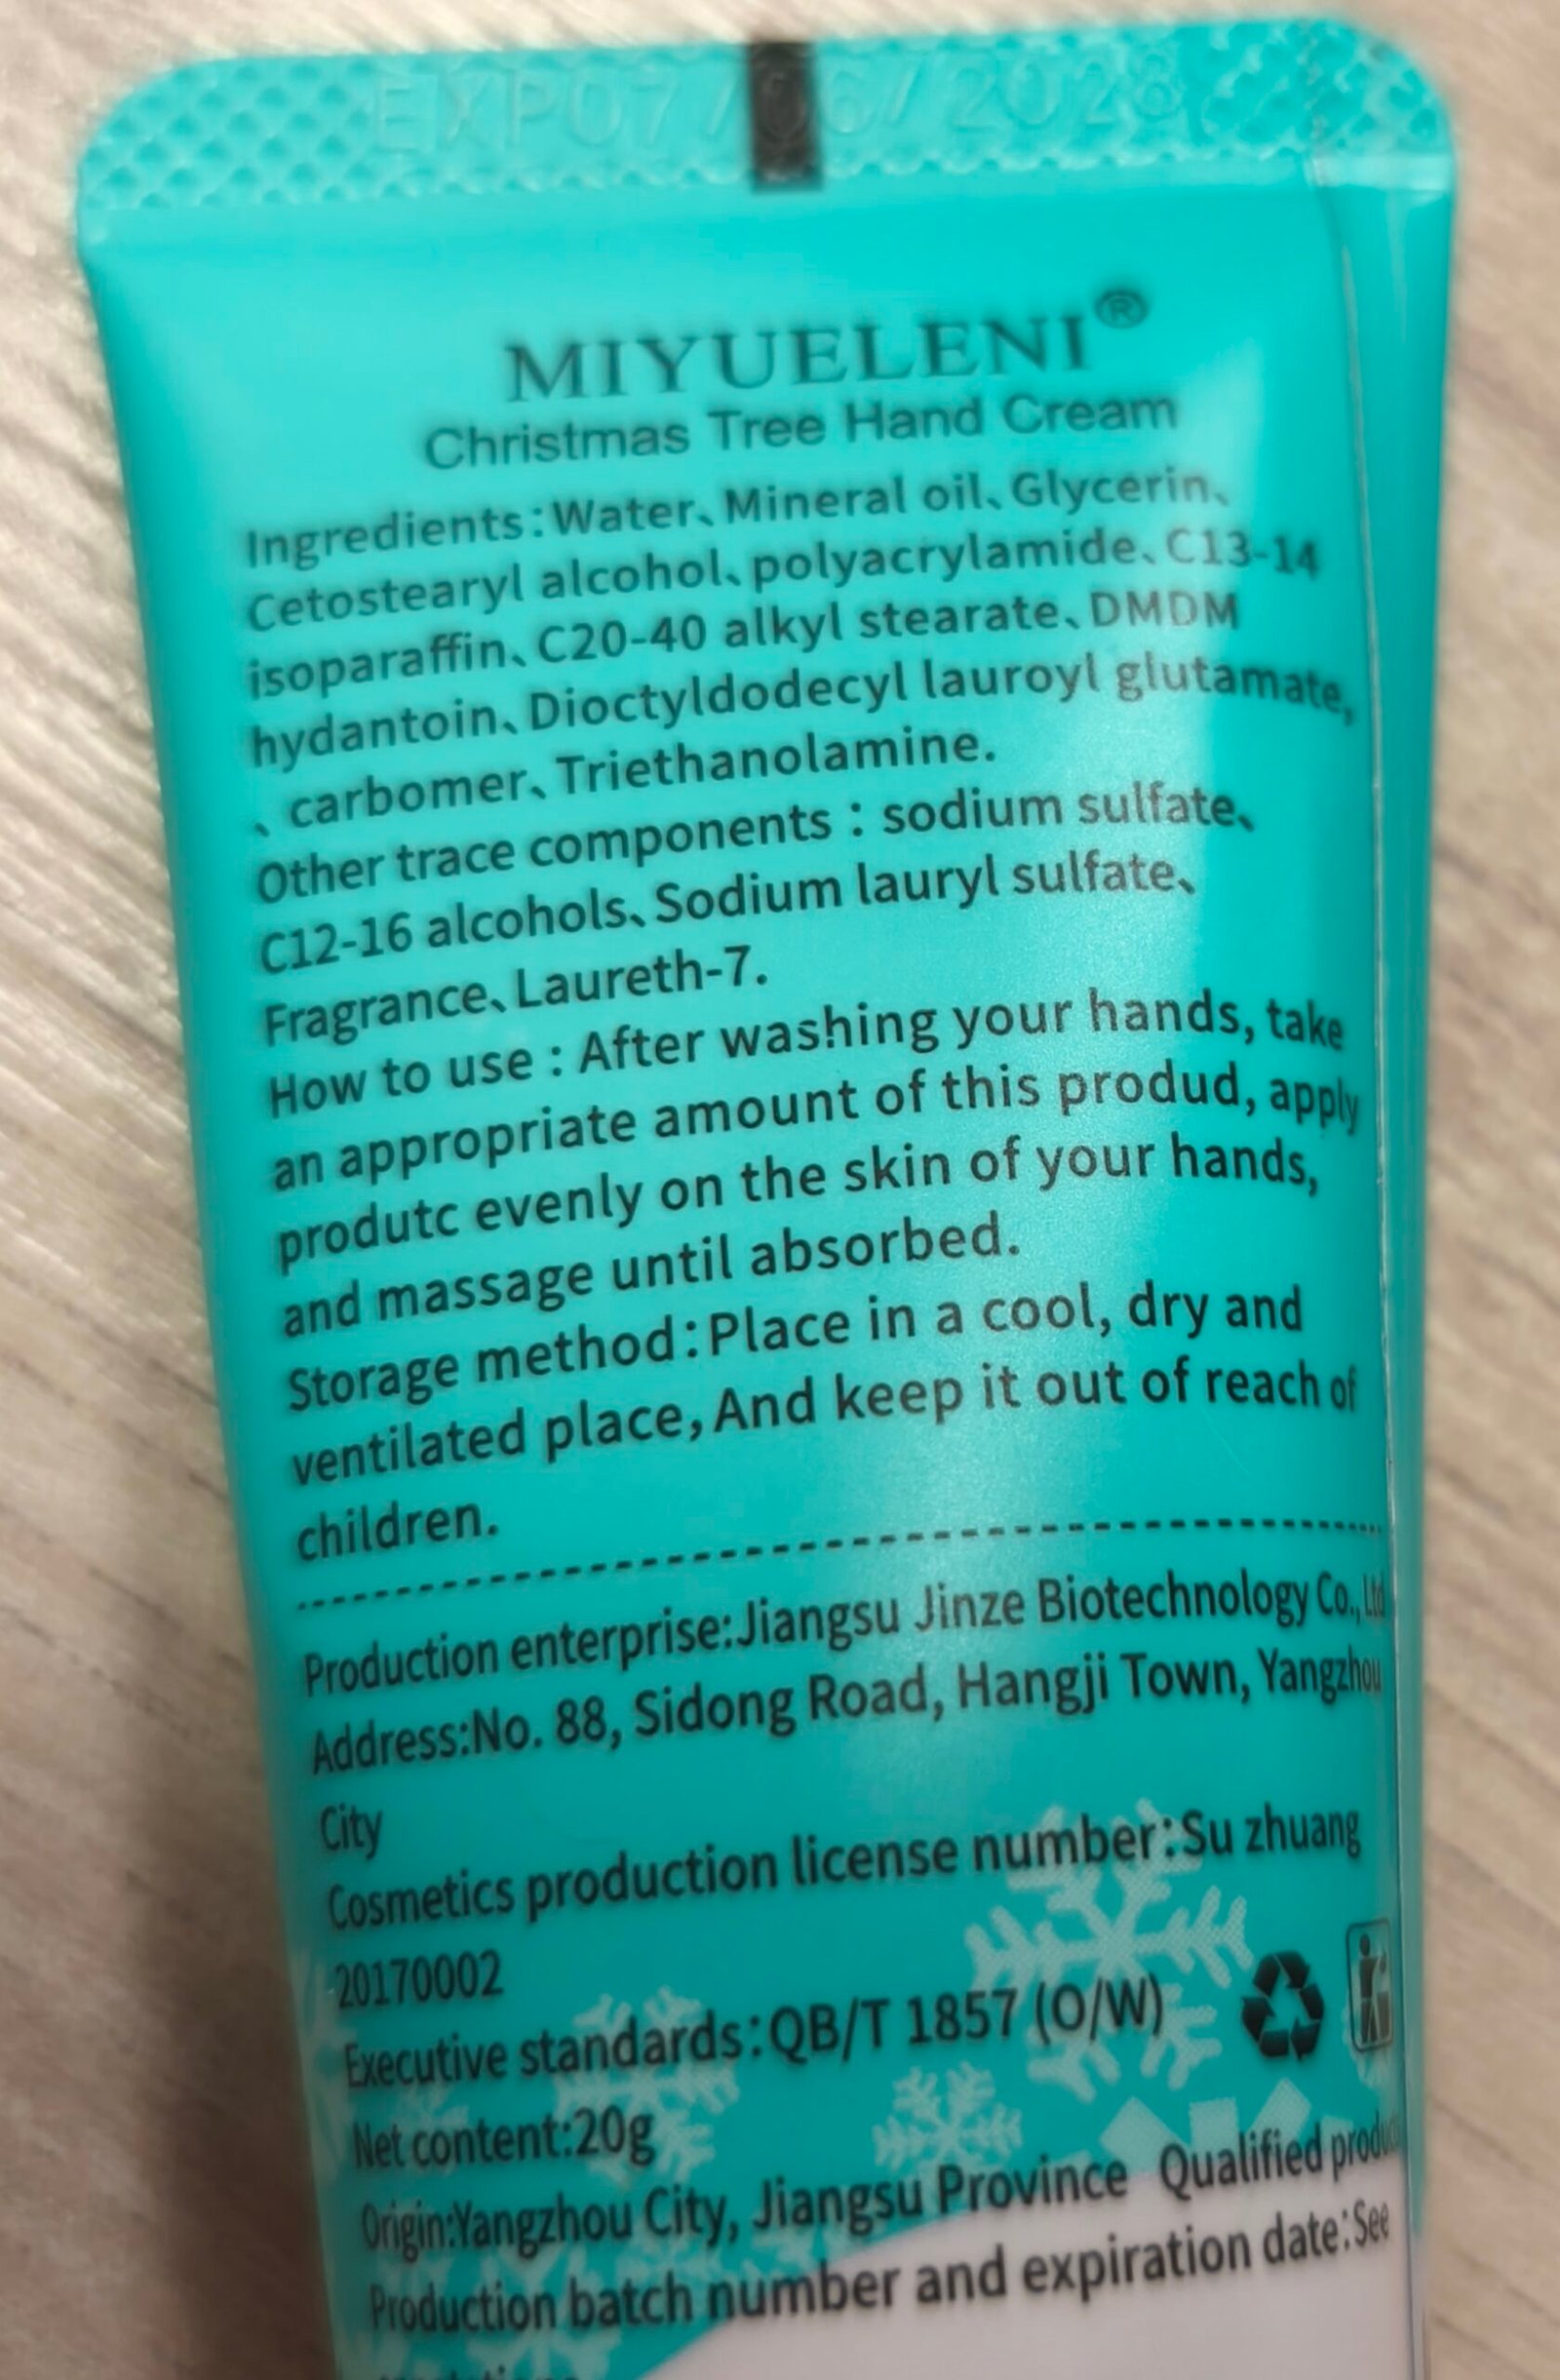 EXP07/06/2028
MIYUELENI®
Christmas Tree Hand Cream
Ingredients:Water、Mineral oil、Glycerin、
Cetostearyl alcohol、polyacrylamide、C13-14
isoparaffin、C20-40 alkyl stearate、DMDM
hydantoin、Dioctyldodecyl lauroyl glutamate,
、carbomer、Triethanolamine.
Other trace components : sodium sulfate、
C12-16 alcohols、Sodium lauryl sulfate、
Fragrance、Laureth-7.
How to use : After washing your hands, take
an appropriate amount of this produd, apply
produtc evenly on the skin of your hands,
and massage until absorbed.
Storage method:Place in a cool, dry and
ventilated place,And keep it out of reach of
children.
Production enterprise:Jiangsu Jinze Biotechnology Co.,Ltd
Address:No. 88, Sidong Road, Hangji Town, Yangzhou
City
Cosmetics production license number:Su zhuang
20170002
Executive standards:QB/T 1857 (O/W)
Net content:20g
Origin:Yangzhou City, Jiangsu Province Qualified produc
Production batch number and expiration date:See